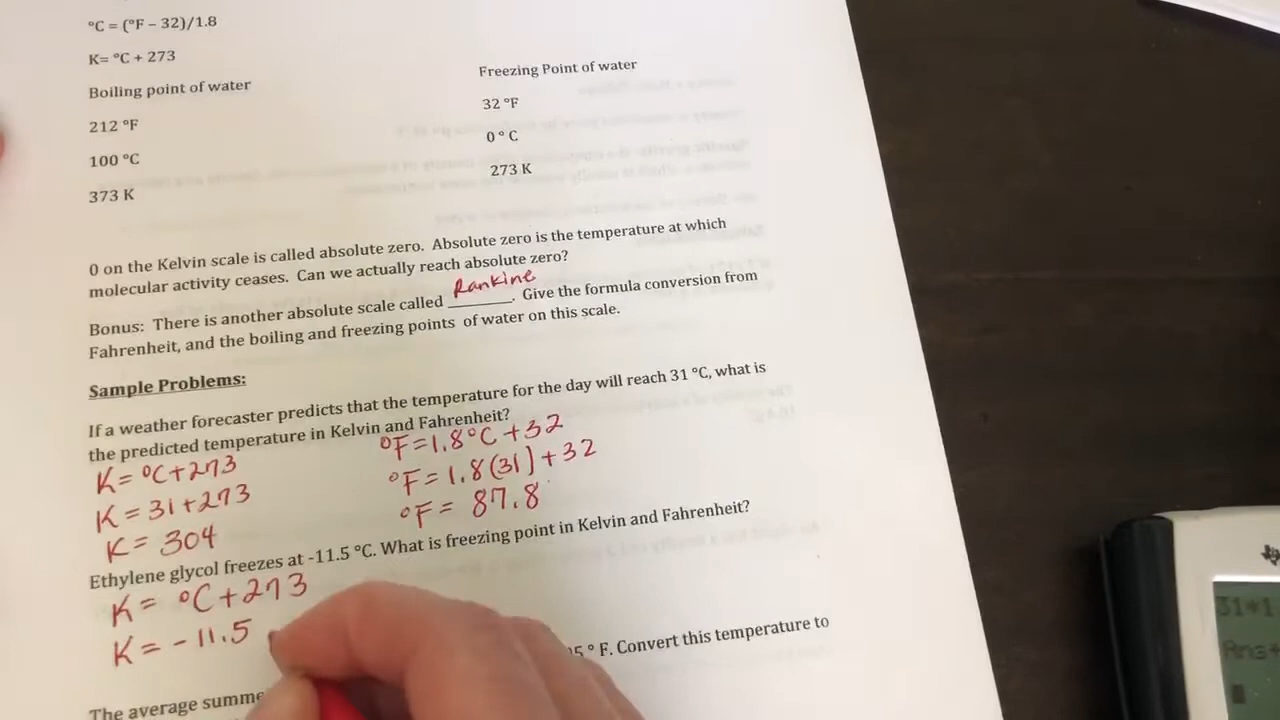 °C = (°F – 32)/1.8
K= °C + 273
Boiling point of water
212 °F
100 °C
373 K
Freezing Point of water
32 °F
0 ° C
273 K
0 on the Kelvin scale is called absolute zero. Absolute zero is the temperature at which
molecular activity ceases. Can we actually reach absolute zero?
Rankine
Bonus: There is another absolute scale called _______. Give the formula conversion from
Fahrenheit, and the boiling and freezing points of water on this scale.
Sample Problems:
If a weather forecaster predicts that the temperature for the day will reach 31 °C, what is
the predicted temperature in Kelvin and Fahrenheit?
K= °C+273
K= 31+273
K= 304
°F=1.8°C +32
°F= 1.8(31)+32
°F= 87.8
Ethylene glycol freezes at -11.5 °C. What is freezing point in Kelvin and Fahrenheit?
K= °C+273
K= -11.5
5 ° F. Convert this temperature to
The average summe
31*1
Ans+